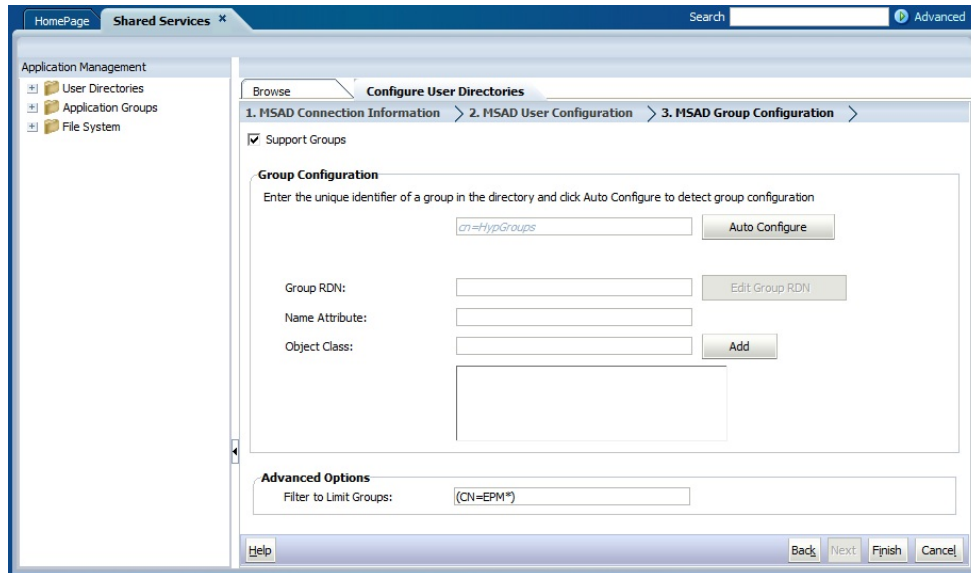 HomePage
Shared Services ×
Search
Advanced
Application Management
User Directories
Application Groups
File System
Browse
Configure User Directories
1. MSAD Connection Information
2. MSAD User Configuration
3. MSAD Group Configuration
Support Groups
Group Configuration
Enter the unique identifier of a group in the directory and click Auto Configure to detect group configuration
cn=HypGroups
Auto Configure
Group RDN:
Edit Group RDN
Name Attribute:
Object Class:
Add
Advanced Options
Filter to Limit Groups:
(CN=EPM*)
Help
Back
Next
Finish
Cancel